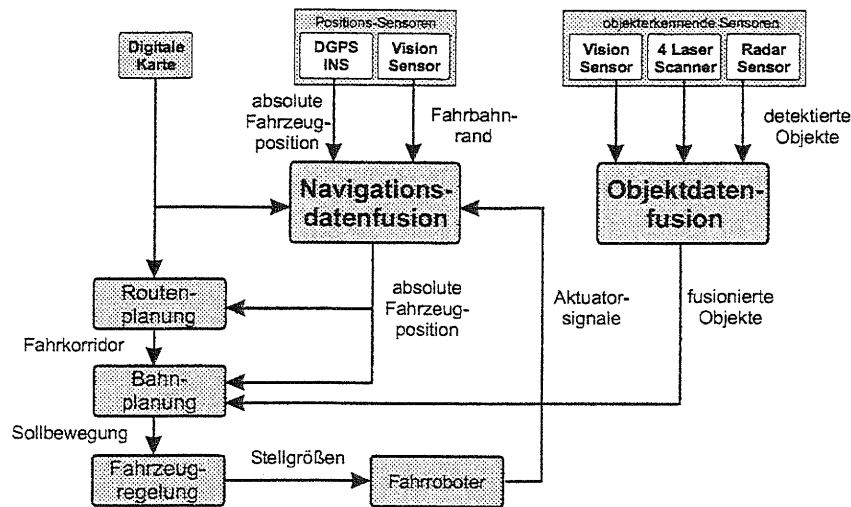 Positions-Sensoren
objekterkennende Sensoren
Digitale
Karte
DGPS
INS
Vision
Sensor
Vision
Sensor
4 Laser
Scanner
Radar
Sensor
absolute
Fahrzeug-
position
Fahrbahn-
rand
detektierte
Objekte
Navigations-
datenfusion
Objektdaten-
fusion
Routen-
planung
absolute
Fahrzeug-
position
Aktuator-
signale
fusionierte
Objekte
Fahrkorridor
Bahn-
planung
Sollbewegung
Fahrzeug-
regelung
Stellgrößen
Fahrroboter